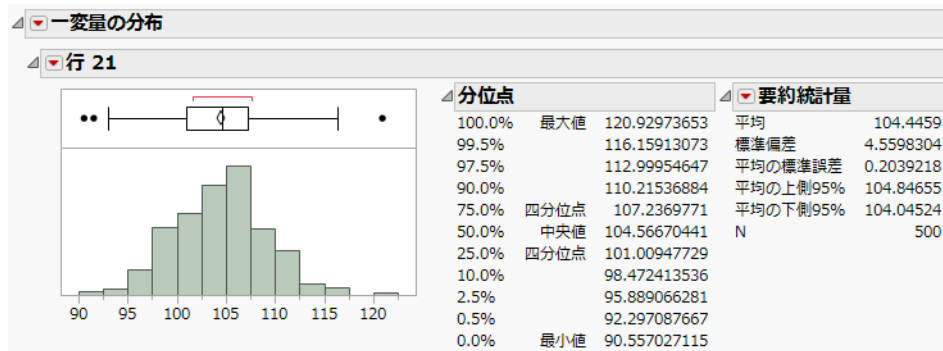 一変量の分布
行 21
90 95 100 105 110 115 120
分位点
100.0% 最大値 120.92973653
99.5% 116.15913073
97.5% 112.99954647
90.0% 110.21536884
75.0% 四分位点 107.2369771
50.0% 中央値 104.56670441
25.0% 四分位点 101.00947729
10.0% 98.472413536
2.5% 95.889066281
0.5% 92.297087667
0.0% 最小値 90.557027115
要約統計量
平均 104.4459
標準偏差 4.5598304
平均の標準誤差 0.2039218
平均の上側95% 104.84655
平均の下側95% 104.04524
N 500